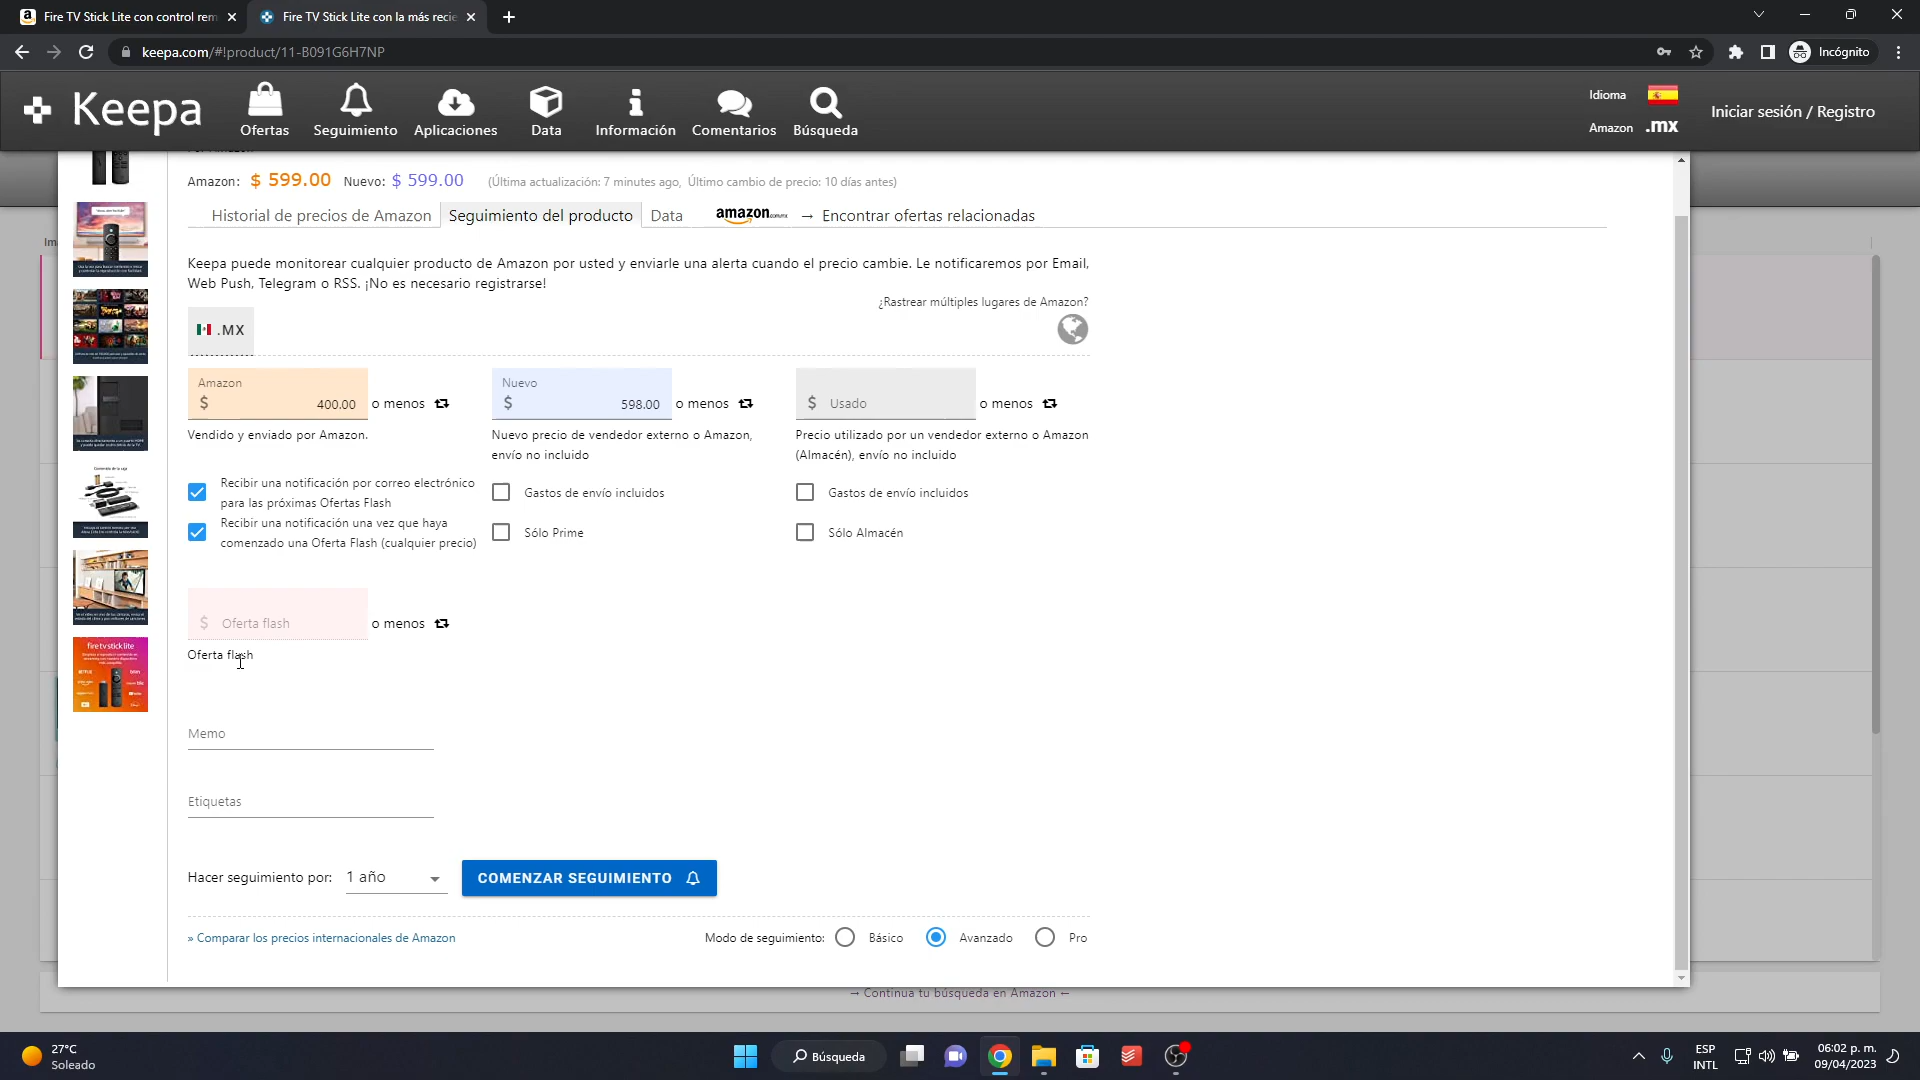 Fire TV Stick Lite con control rem
Fire TV Stick Lite con la más recie
keepa.com/#!product/11-B091G6H7NP
Incógnito
Keepa
Ofertas
Seguimiento
Aplicaciones
Data
Información
Comentarios
Búsqueda
Idioma
Amazon .mx
Iniciar sesión / Registro
Amazon: $ 599.00 Nuevo: $ 599.00 (Última actualización: 7 minutes ago, Último cambio de precio: 10 días antes)
Historial de precios de Amazon
Seguimiento del producto
Data
amazon.com.mx → Encontrar ofertas relacionadas
Keepa puede monitorear cualquier producto de Amazon por usted y enviarle una alerta cuando el precio cambie. Le notificaremos por Email,
Web Push, Telegram o RSS. ¡No es necesario registrarse!
¿Rastrear múltiples lugares de Amazon?
.MX
Amazon
$ 400.00 o menos
Vendido y enviado por Amazon.
Nuevo
$ 598.00 o menos
Nuevo precio de vendedor externo o Amazon,
envío no incluido
$ Usado o menos
Precio utilizado por un vendedor externo o Amazon
(Almacén), envío no incluido
Recibir una notificación por correo electrónico
para las próximas Ofertas Flash
Recibir una notificación una vez que haya
comenzado una Oferta Flash (cualquier precio)
Gastos de envío incluidos
Sólo Prime
Gastos de envío incluidos
Sólo Almacén
$ Oferta flash o menos
Oferta flash
fire tv stick lite
Memo
Etiquetas
Hacer seguimiento por: 1 año
COMENZAR SEGUIMIENTO
» Comparar los precios internacionales de Amazon
Modo de seguimiento: Básico Avanzado Pro
→ Continua tu búsqueda en Amazon ←
27°C
Soleado
Búsqueda
ESP
INTL
06:02 p. m.
09/04/2023